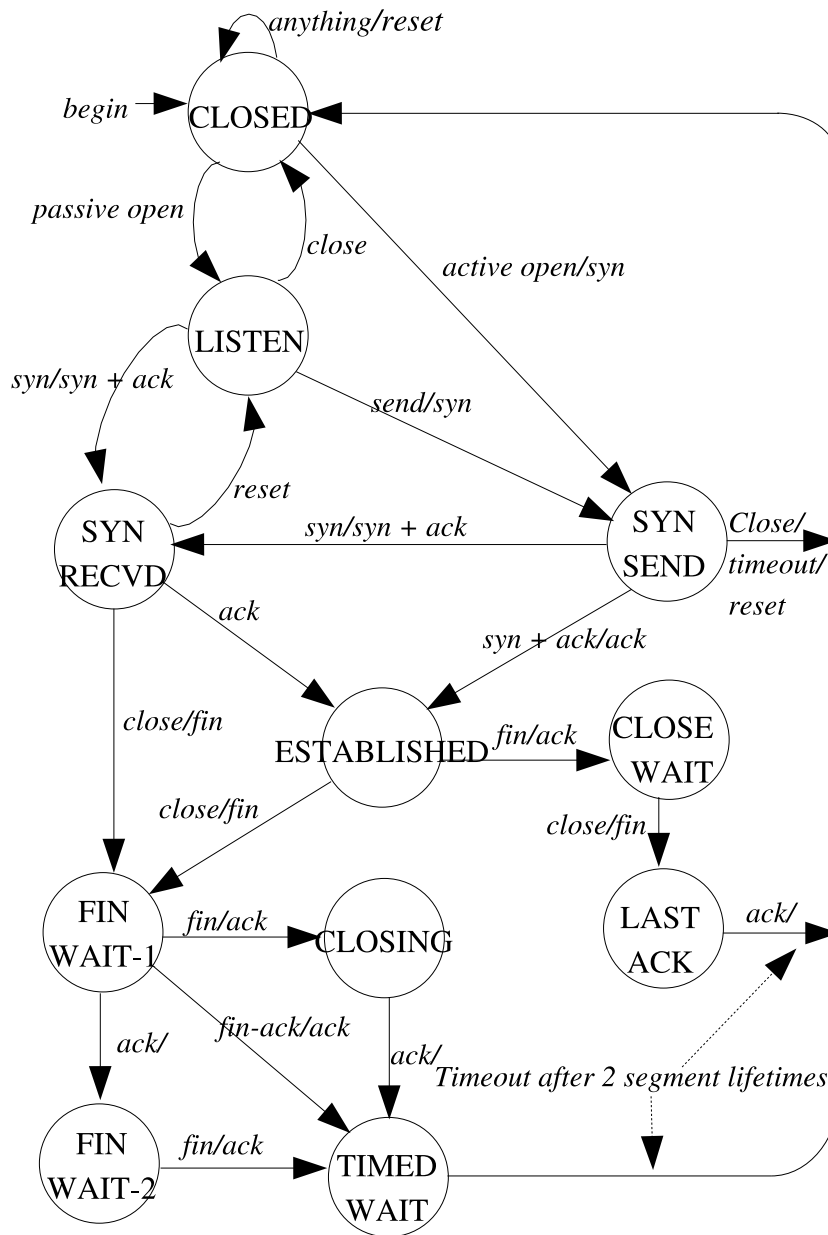 anything/reset
begin
CLOSED
passive open
close
active open/syn
LISTEN
syn/syn + ack
send/syn
reset
SYN
RECVD
syn/syn + ack
SYN
SEND
Close/
timeout/
reset
ack
syn + ack/ack
close/fin
ESTABLISHED
fin/ack
CLOSE
WAIT
close/fin
close/fin
FIN
WAIT-1
fin/ack
CLOSING
LAST
ACK
ack/
fin-ack/ack
ack/
ack/
Timeout after 2 segment lifetimes
FIN
WAIT-2
fin/ack
TIMED
WAIT